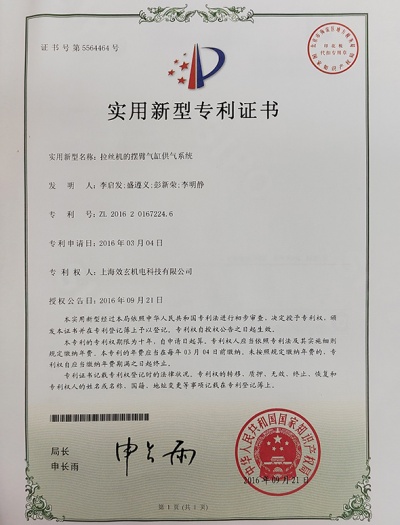 证书号第5564464号
实用新型专利证书
实用新型名称：拉丝机的摆臂气缸供气系统
发 明 人：李启发;盛遵义;彭新荣;李明静
专 利 号：ZL 2016 2 0167224.6
专利申请日：2016年03月04日
专 利 权 人：上海效玄机电科技有限公司
授权公告日：2016年09月21日
本实用新型经过本局依照中华人民共和国专利法进行初步审查，决定授予专利权，颁
发本证书并在专利登记簿上予以登记。专利权自授权公告之日起生效。
本专利的专利权期限为十年，自申请日起算。专利权人应当依照专利法及其实施细则
规定缴纳年费。本专利的年费应当在每年03月04日前缴纳。未按照规定缴纳年费的，专利
权自应当缴纳年费期满之日起终止。
专利证书记载专利权登记时的法律状况。专利权的转移、质押、无效、终止、恢复和
专利权人的姓名或名称、国籍、地址变更等事项记载在专利登记簿上。
局长
申长雨
申长雨
中华人民共和国国家知识产权局
2016年09月21日
第1页（共1页）